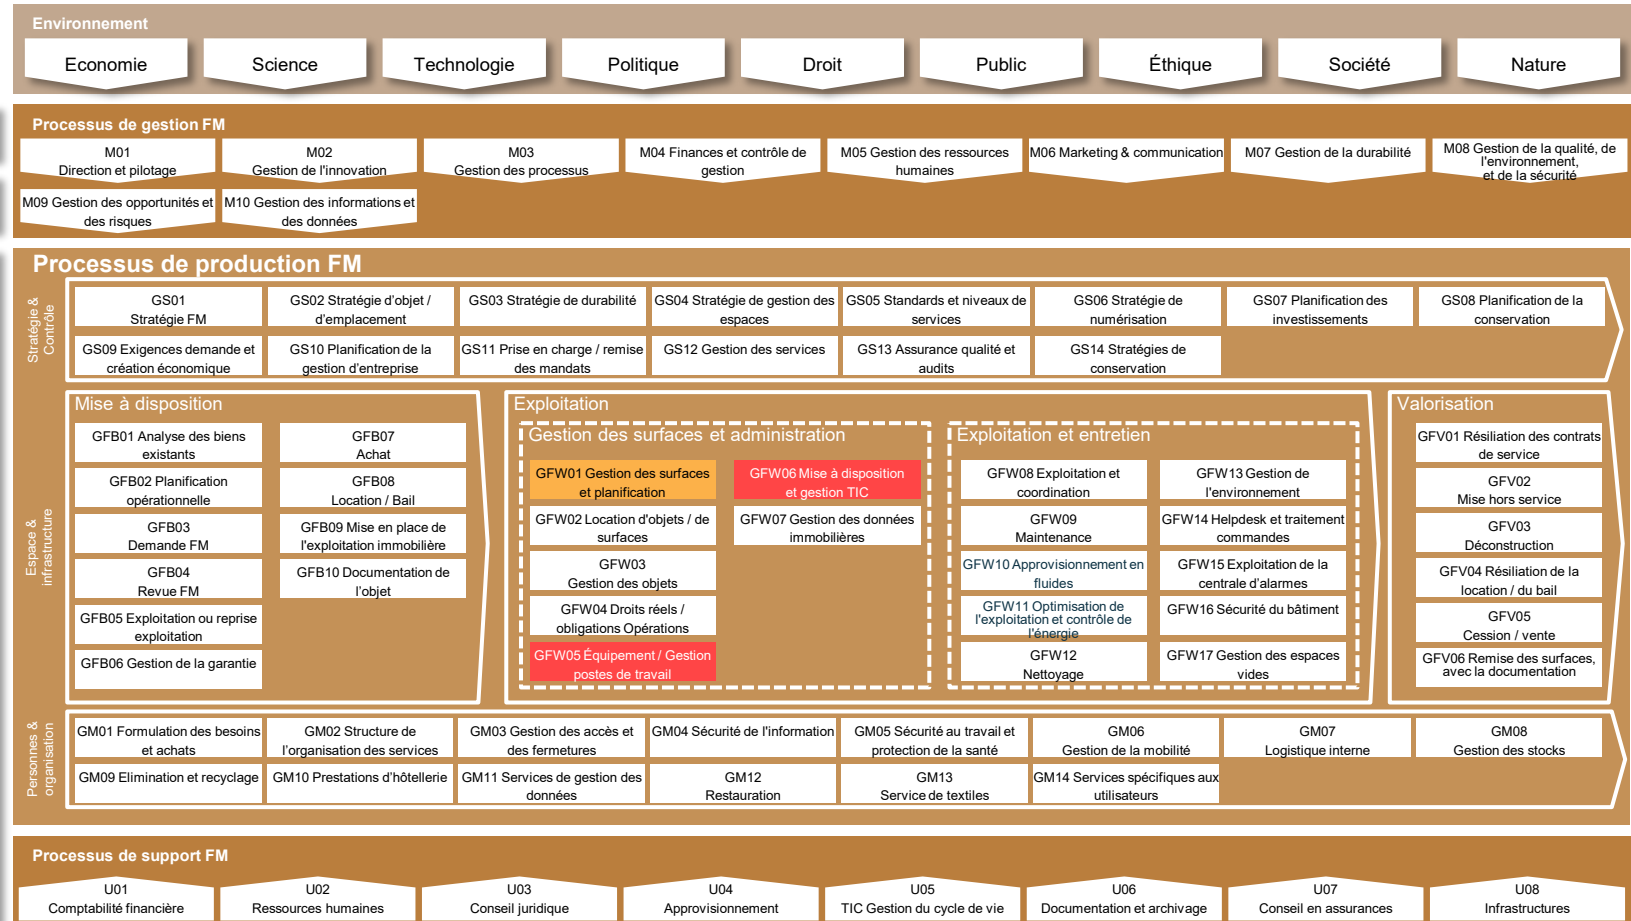 Environnement
Economie
Science
Technologie
Politique
Droit
Public
Éthique
Société
Nature
Processus de gestion FM
M01
Direction et pilotage
M02
Gestion de l'innovation
M03
Gestion des processus
M04 Finances et contrôle de
gestion
M05 Gestion des ressources
humaines
M06 Marketing & communication
M07 Gestion de la durabilité
M08 Gestion de la qualité, de
l'environnement,
et de la sécurité
M09 Gestion des opportunités et
des risques
M10 Gestion des informations et
des données
Processus de production FM
Stratégie &
Contrôle
GS01
Stratégie FM
GS02 Stratégie d'objet /
d'emplacement
GS03 Stratégie de durabilité
GS04 Stratégie de gestion des
espaces
GS05 Standards et niveaux de
services
GS06 Stratégie de
numérisation
GS07 Planification des
investissements
GS08 Planification de la
conservation
GS09 Exigences demande et
création économique
GS10 Planification de la
gestion d'entreprise
GS11 Prise en charge / remise
des mandats
GS12 Gestion des services
GS13 Assurance qualité et
audits
GS14 Stratégies de
conservation
Espace &
infrastructure
Mise à disposition
GFB01 Analyse des biens
existants
GFB02 Planification
opérationnelle
GFB03
Demande FM
GFB04
Revue FM
GFB05 Exploitation ou reprise
exploitation
GFB06 Gestion de la garantie
GFB07
Achat
GFB08
Location / Bail
GFB09 Mise en place de
l'exploitation immobilière
GFB10 Documentation de
l'objet
Exploitation
Gestion des surfaces et administration
GFW01 Gestion des surfaces
et planification
GFW02 Location d'objets / de
surfaces
GFW03
Gestion des objets
GFW04 Droits réels /
obligations Opérations
GFW05 Équipement / Gestion
postes de travail
GFW06 Mise à disposition
et gestion TIC
GFW07 Gestion des données
immobilières
Exploitation et entretien
GFW08 Exploitation et
coordination
GFW09
Maintenance
GFW10 Approvisionnement en
fluides
GFW11 Optimisation de
l'exploitation et contrôle de
l'énergie
GFW12
Nettoyage
GFW13 Gestion de
l'environnement
GFW14 Helpdesk et traitement
commandes
GFW15 Exploitation de la
centrale d'alarmes
GFW16 Sécurité du bâtiment
GFW17 Gestion des espaces
vides
Valorisation
GFV01 Résiliation des contrats
de service
GFV02
Mise hors service
GFV03
Déconstruction
GFV04 Résiliation de la
location / du bail
GFV05
Cession / vente
GFV06 Remise des surfaces,
avec la documentation
Personnes &
organisation
GM01 Formulation des besoins
et achats
GM02 Structure de
l'organisation des services
GM03 Gestion des accès et
des fermetures
GM04 Sécurité de l'information
GM05 Sécurité au travail et
protection de la santé
GM06
Gestion de la mobilité
GM07
Logistique interne
GM08
Gestion des stocks
GM09 Elimination et recyclage
GM10 Prestations d'hôtellerie
GM11 Services de gestion des
données
GM12
Restauration
GM13
Service de textiles
GM14 Services spécifiques aux
utilisateurs
Processus de support FM
U01
Comptabilité financière
U02
Ressources humaines
U03
Conseil juridique
U04
Approvisionnement
U05
TIC Gestion du cycle de vie
U06
Documentation et archivage
U07
Conseil en assurances
U08
Infrastructures